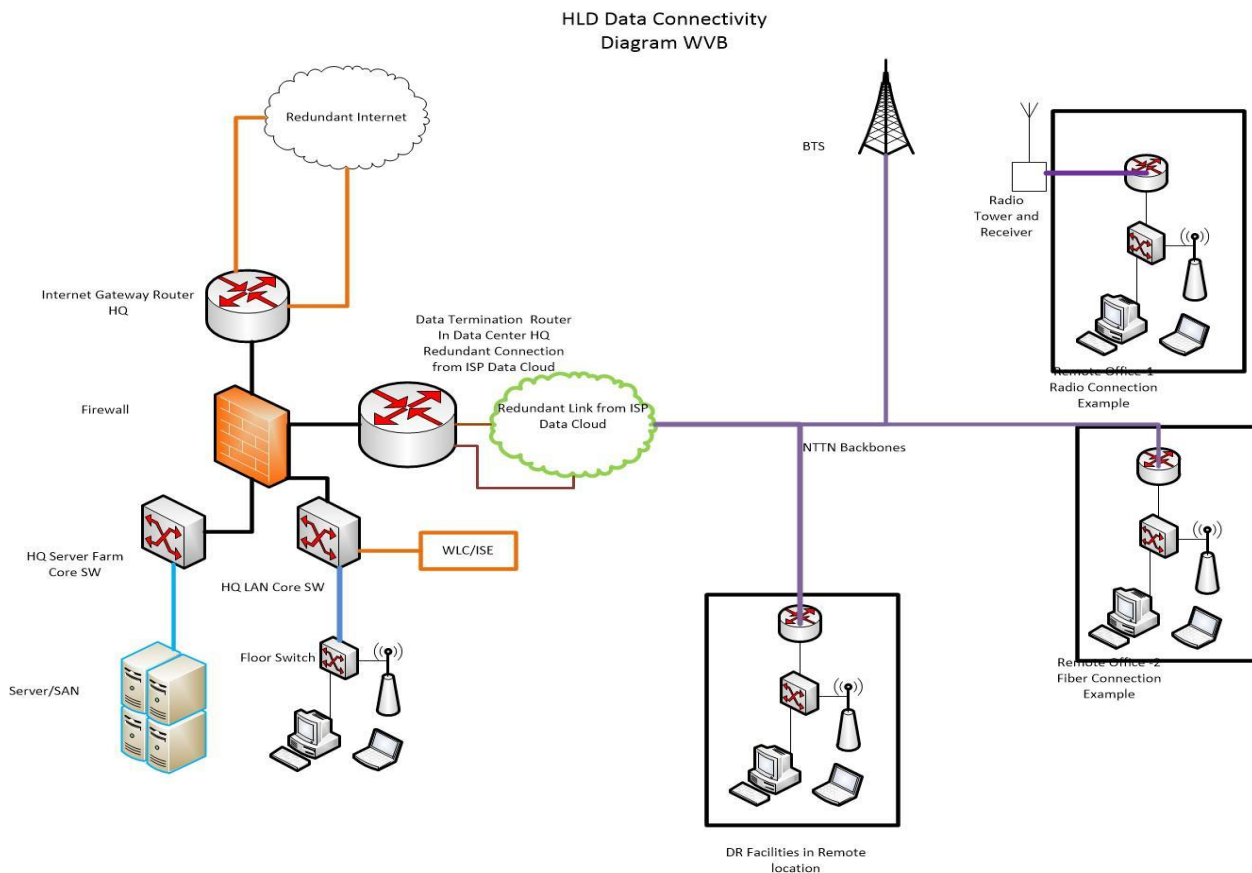 HLD Data Connectivity
Diagram WVB
Redundant Internet
BTS
Radio
Tower and
Receiver
Internet Gateway Router
HQ
Data Termination Router
In Data Center HQ
Redundant Connection
from ISP Data Cloud
Remote Office-1
Radio Connection
Example
Firewall
Redundant Link from ISP
Data Cloud
NTTN Backbones
HQ Server Farm
Core SW
WLC/ISE
HQ LAN Core SW
Floor Switch
Server/SAN
Remote Office -2
Fiber Connection
Example
DR Facilities in Remote
location